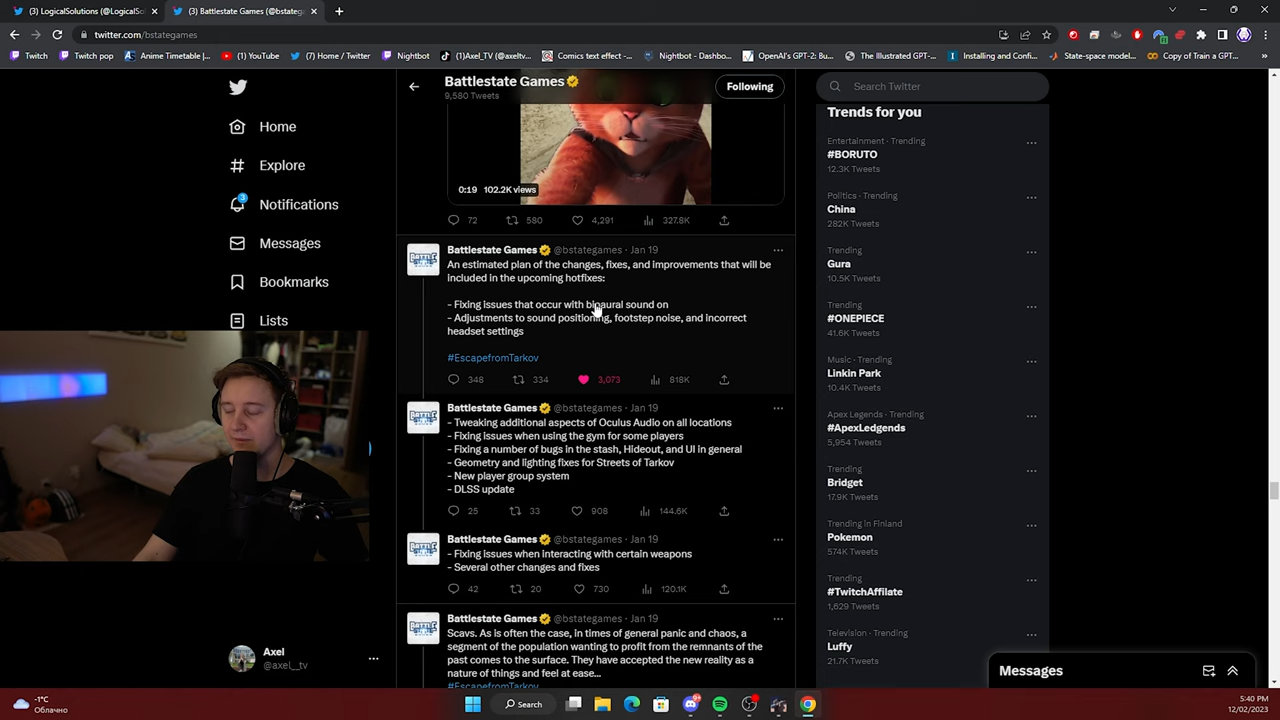 (3) LogicalSolutions (@LogicalSo
(3) Battlestate Games (@bstateg
twitter.com/bstategames
Twitch
Twitch pop
Anime Timetable |
(1) YouTube
(7) Home / Twitter
Nightbot
(1)Axel_TV (@axeltv...
Comics text effect -...
Nightbot - Dashbo...
OpenAI's GPT-2: Bu...
The Illustrated GPT-...
Installing and Confi...
State-space model...
Copy of Train a GP...
Home
Explore
3
Notifications
Messages
Bookmarks
Lists
Axel
@axel__tv
Battlestate Games
9,580 Tweets
Following
0:19 102.2K views
72 580 4,291 327.8K
Battlestate Games @bstategames · Jan 19
An estimated plan of the changes, fixes, and improvements that will be
included in the upcoming hotfixes:
- Fixing issues that occur with binaural sound on
- Adjustments to sound positioning, footstep noise, and incorrect
headset settings
#EscapefromTarkov
348 334 3,073 818K
Battlestate Games @bstategames · Jan 19
- Tweaking additional aspects of Oculus Audio on all locations
- Fixing issues when using the gym for some players
- Fixing a number of bugs in the stash, Hideout, and UI in general
- Geometry and lighting fixes for Streets of Tarkov
- New player group system
- DLSS update
25 33 908 144.6K
Battlestate Games @bstategames · Jan 19
- Fixing issues when interacting with certain weapons
- Several other changes and fixes
42 20 730 120.1K
Battlestate Games @bstategames · Jan 19
Scavs. As is often the case, in times of general panic and chaos, a
segment of the population wanting to profit from the remnants of the
past comes to the surface. They have accepted the new reality as a
nature of things and feel at ease...
#EscapefromTarkov
Search Twitter
Trends for you
Entertainment · Trending
#BORUTO
12.3K Tweets
Politics · Trending
China
282K Tweets
Trending
Gura
10.5K Tweets
Trending
#ONEPIECE
41.6K Tweets
Music · Trending
Linkin Park
10.4K Tweets
Apex Legends · Trending
#ApexLedgends
5,954 Tweets
Trending
Bridget
17.9K Tweets
Trending in Finland
Pokemon
574K Tweets
Trending
#TwitchAffilate
1,629 Tweets
Television · Trending
Luffy
21.7K Tweets
Messages
-1°C
Облачно
Search
5:40 PM
12/02/2023